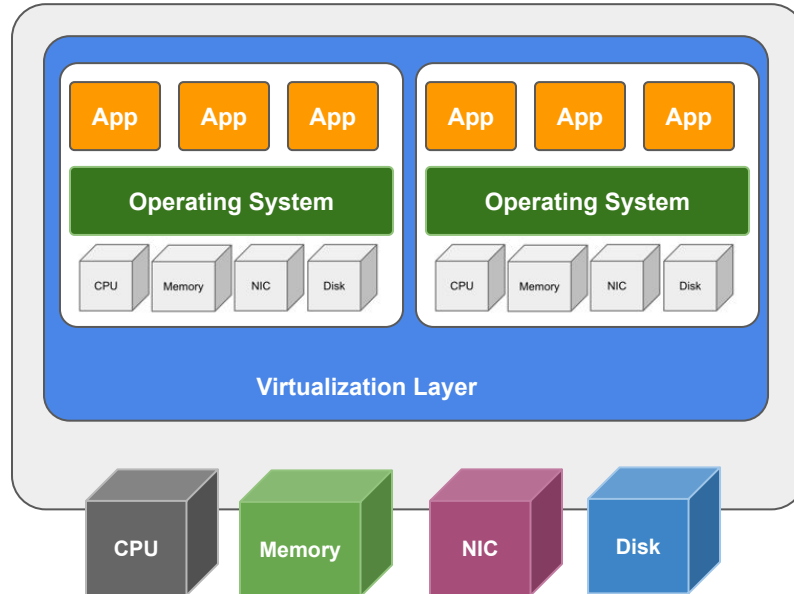 App App App App App App
Operating System Operating System
CPU Memory NIC Disk CPU Memory NIC Disk
Virtualization Layer
CPU Memory NIC Disk